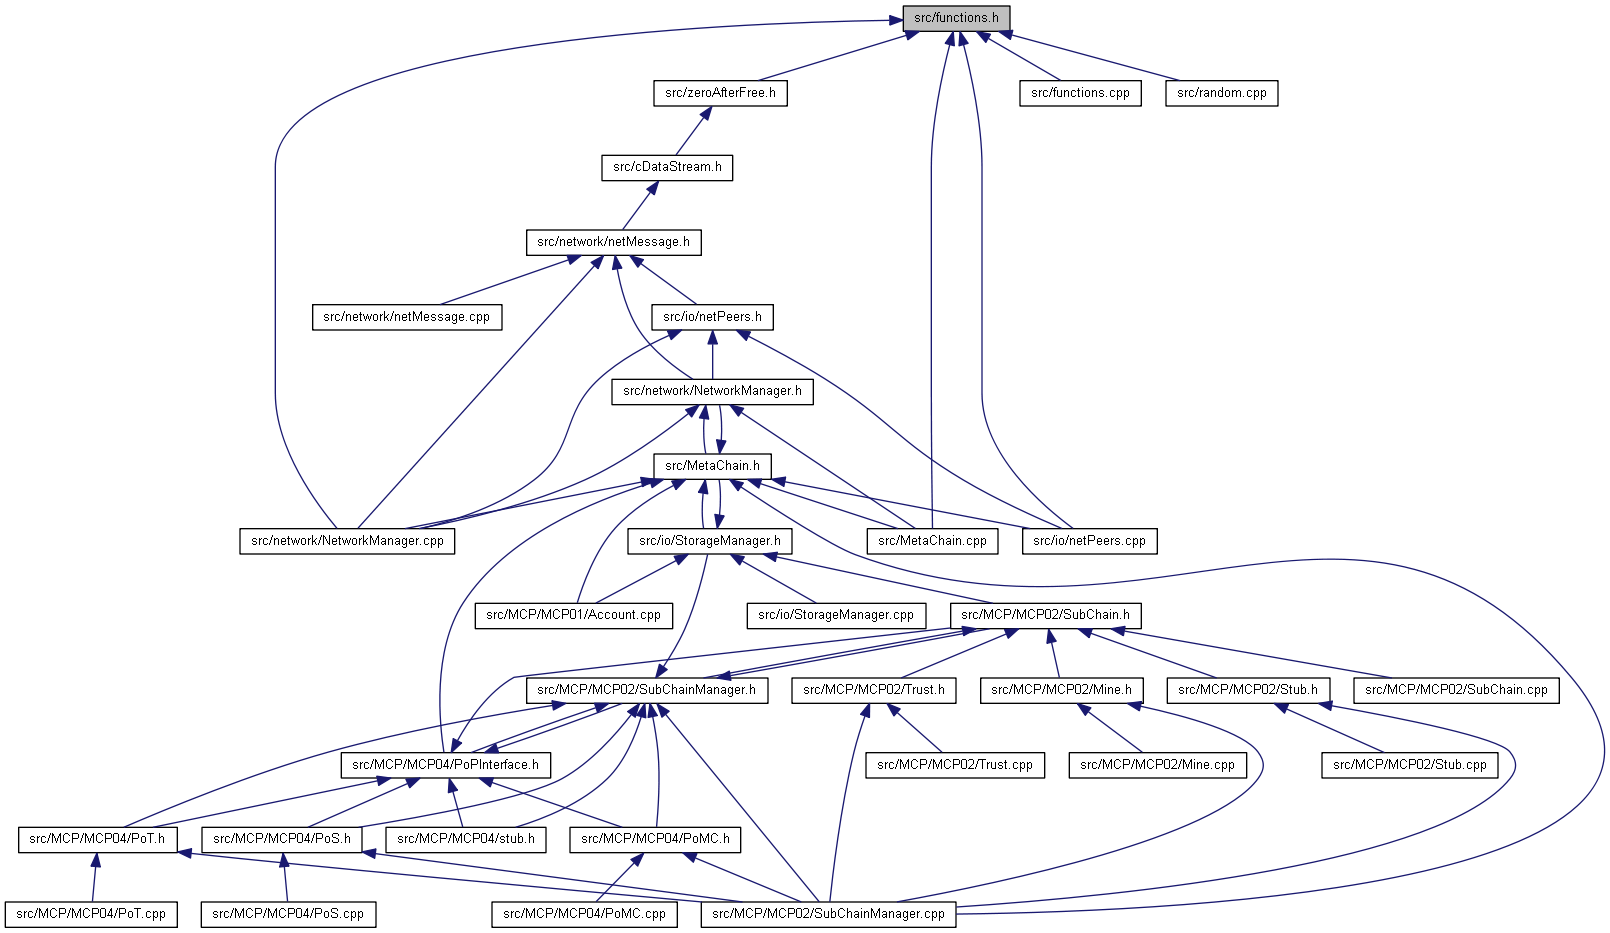 src/functions.h
src/zeroAfterFree.h
src/functions.cpp
src/random.cpp
src/cDataStream.h
src/network/netMessage.h
src/network/netMessage.cpp
src/io/netPeers.h
src/network/NetworkManager.h
src/MetaChain.h
src/network/NetworkManager.cpp
src/io/StorageManager.h
src/MetaChain.cpp
src/io/netPeers.cpp
src/MCP/MCP01/Account.cpp
src/io/StorageManager.cpp
src/MCP/MCP02/SubChain.h
src/MCP/MCP02/SubChainManager.h
src/MCP/MCP02/Trust.h
src/MCP/MCP02/Mine.h
src/MCP/MCP02/Stub.h
src/MCP/MCP02/SubChain.cpp
src/MCP/MCP04/PoPInterface.h
src/MCP/MCP02/Trust.cpp
src/MCP/MCP02/Mine.cpp
src/MCP/MCP02/Stub.cpp
src/MCP/MCP04/PoT.h
src/MCP/MCP04/PoS.h
src/MCP/MCP04/stub.h
src/MCP/MCP04/PoMC.h
src/MCP/MCP04/PoT.cpp
src/MCP/MCP04/PoS.cpp
src/MCP/MCP04/PoMC.cpp
src/MCP/MCP02/SubChainManager.cpp